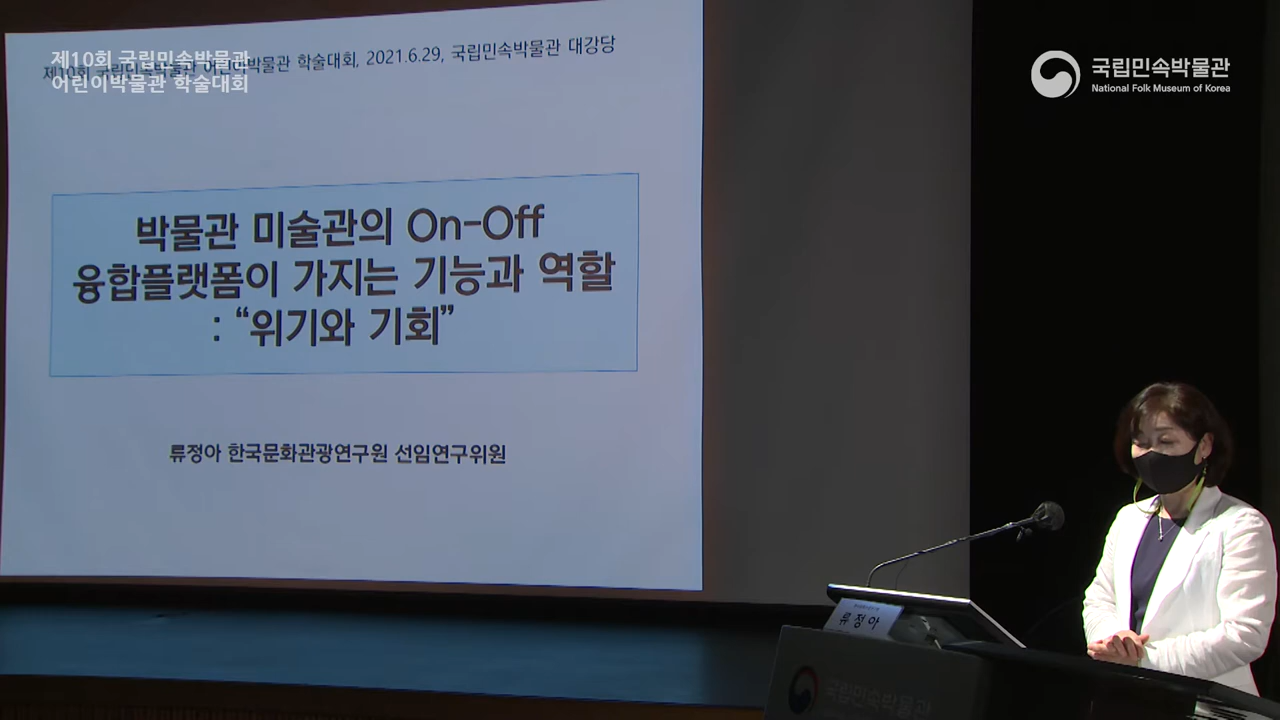 제10회 국립민속박물관
어린이박물관 학술대회
제10회 국립민속박물관 어린이박물관 학술대회, 2021.6.29, 국립민속박물관 대강당
국립민속박물관
National Folk Museum of Korea
박물관 미술관의 On-Off
융합플랫폼이 가지는 기능과 역할
: “위기와 기회”
류정아 한국문화관광연구원 선임연구위원
류정아
국립민속박물관